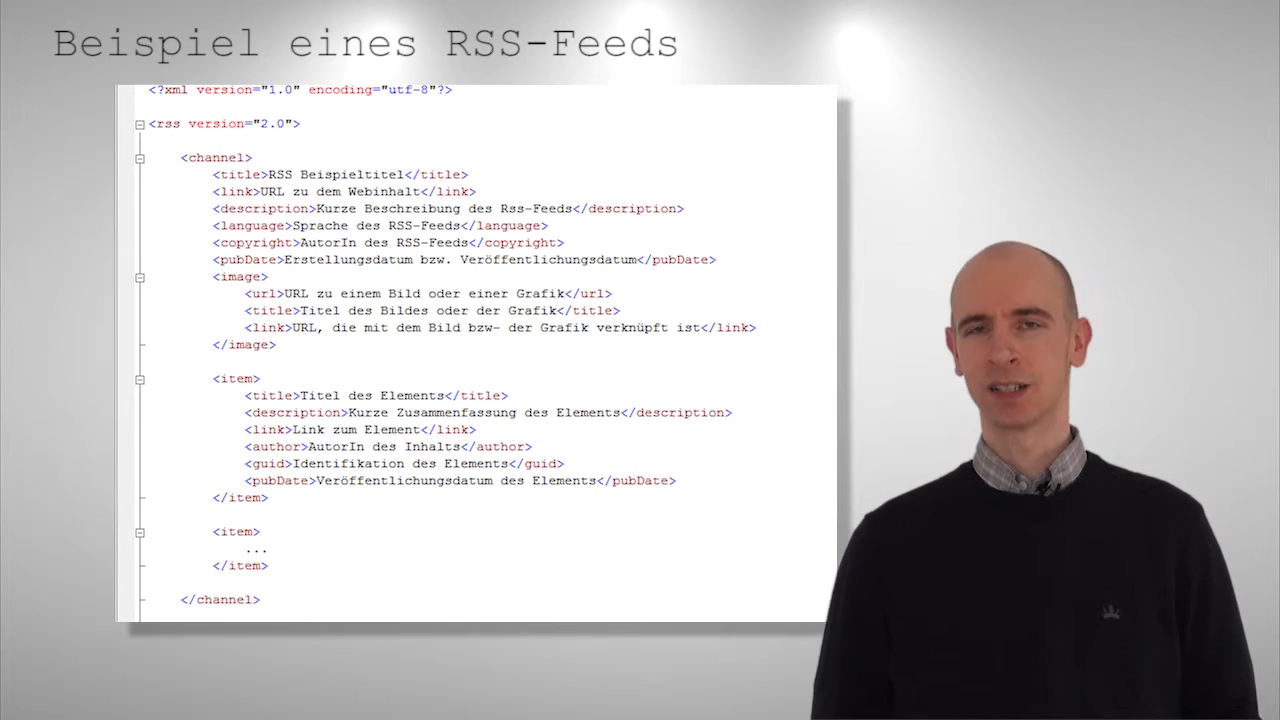 Beispiel eines RSS-Feeds
<?xml version="1.0" encoding="utf-8"?>
<rss version="2.0">
<channel>
<title>RSS Beispieltitel</title>
<link>URL zu dem Webinhalt</link>
<description>Kurze Beschreibung des Rss-Feeds</description>
<language>Sprache des RSS-Feeds</language>
<copyright>AutorIn des RSS-Feeds</copyright>
<pubDate>Erstellungsdatum bzw. Veröffentlichungsdatum</pubDate>
<image>
<url>URL zu einem Bild oder einer Grafik</url>
<title>Titel des Bildes oder der Grafik</title>
<link>URL, die mit dem Bild bzw- der Grafik verknüpft ist</link>
</image>
<item>
<title>Titel des Elements</title>
<description>Kurze Zusammenfassung des Elements</description>
<link>Link zum Element</link>
<author>AutorIn des Inhalts</author>
<guid>Identifikation des Elements</guid>
<pubDate>Veröffentlichungsdatum des Elements</pubDate>
</item>
<item>
...
</item>
</channel>